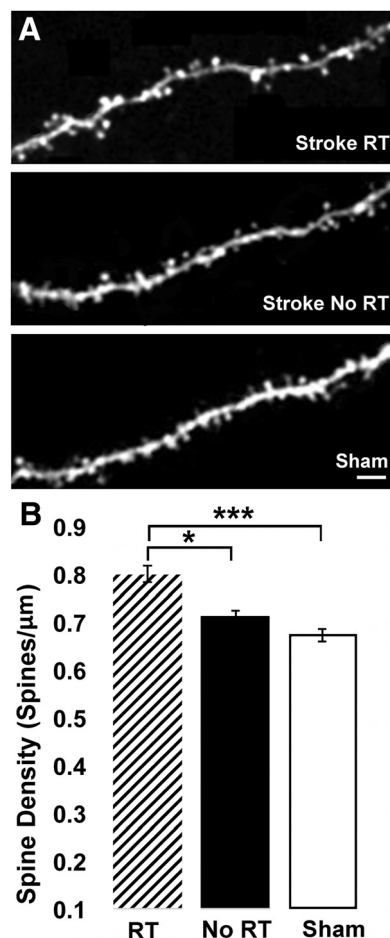 A
Stroke RT
Stroke No RT
Sham
B
***
*
0.9
0.8
0.7
0.6
0.5
0.4
0.3
0.2
0.1
Spine Density (Spines/µm)
RT No RT Sham